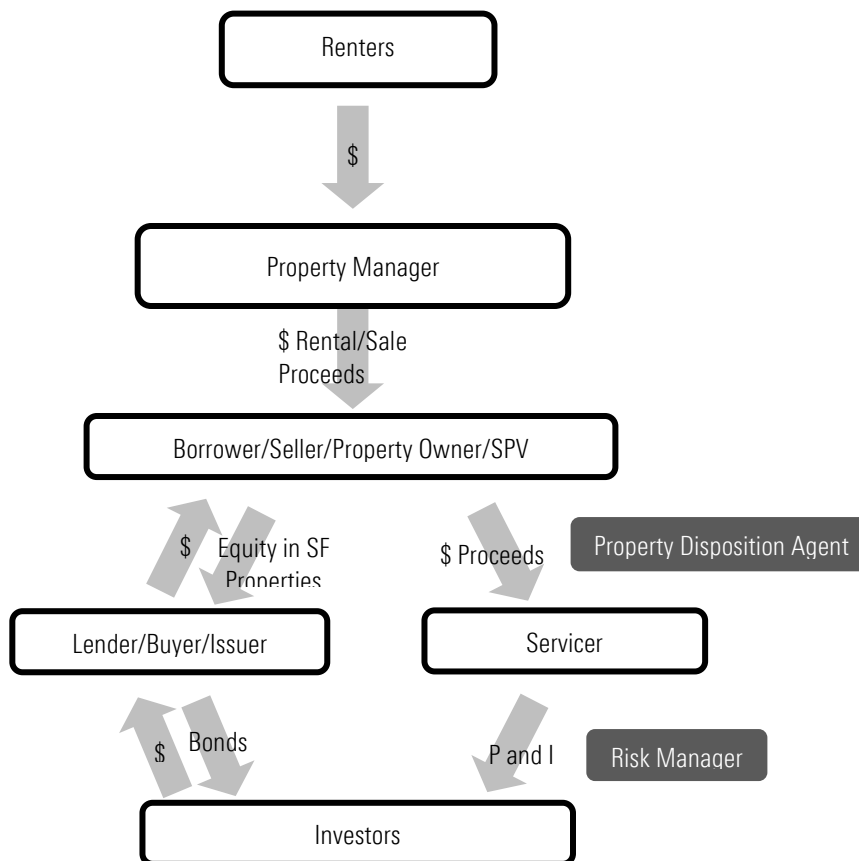 Renters
$
Property Manager
$ Rental/Sale
Proceeds
Borrower/Seller/Property Owner/SPV
$
Equity in SF
Properties
$ Proceeds
Property Disposition Agent
Lender/Buyer/Issuer
Servicer
$
Bonds
P and I
Risk Manager
Investors